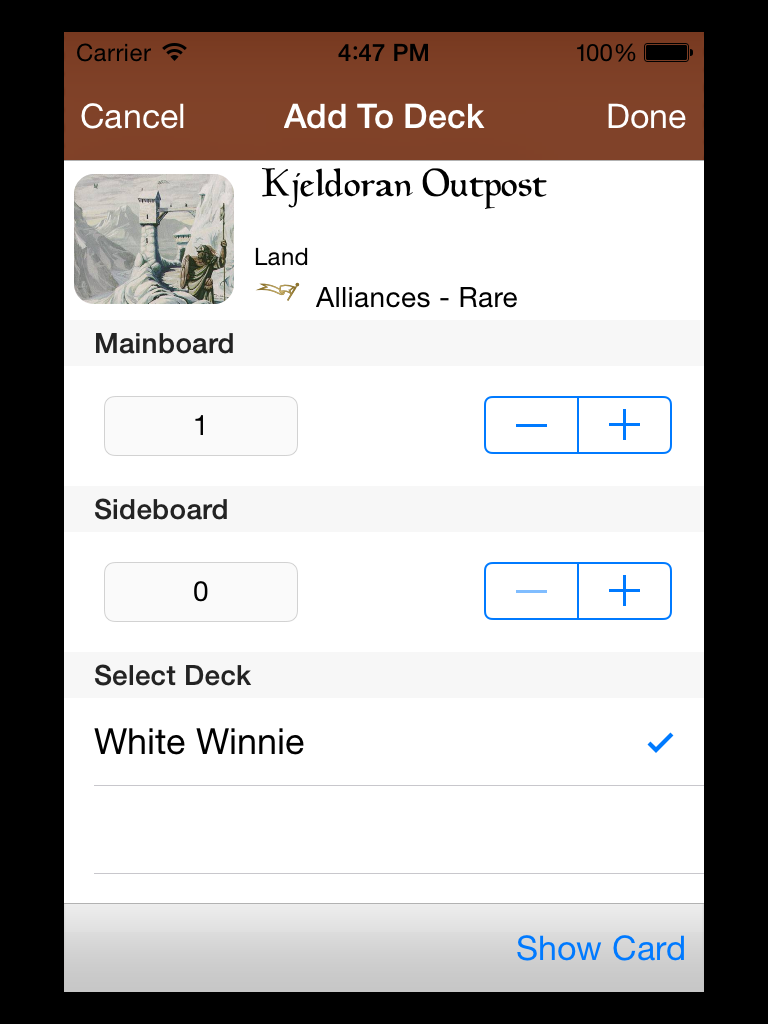 Carrier 4:47 PM 100%
Cancel Add To Deck Done
Kjeldoran Outpost
Land
Alliances - Rare
Mainboard
1
Sideboard
0
Select Deck
White Winnie
Show Card